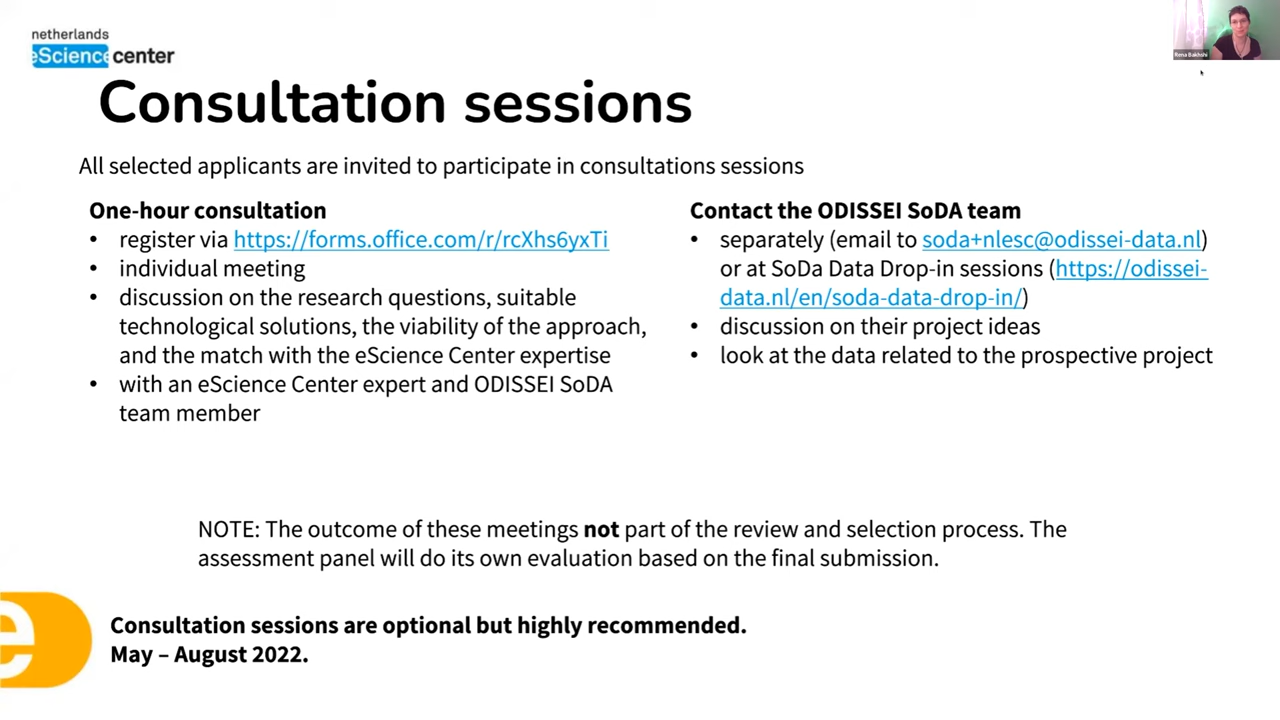 netherlands
eScience center
Rena Bakhshi
Consultation sessions
All selected applicants are invited to participate in consultations sessions
One-hour consultation
• register via https://forms.office.com/r/rcXhs6yxTi
• individual meeting
• discussion on the research questions, suitable
technological solutions, the viability of the approach,
and the match with the eScience Center expertise
• with an eScience Center expert and ODISSEI SoDA
team member
Contact the ODISSEI SoDA team
• separately (email to soda+nlesc@odissei-data.nl)
or at SoDa Data Drop-in sessions (https://odissei-
data.nl/en/soda-data-drop-in/)
• discussion on their project ideas
• look at the data related to the prospective project
NOTE: The outcome of these meetings not part of the review and selection process. The
assessment panel will do its own evaluation based on the final submission.
e
Consultation sessions are optional but highly recommended.
May – August 2022.